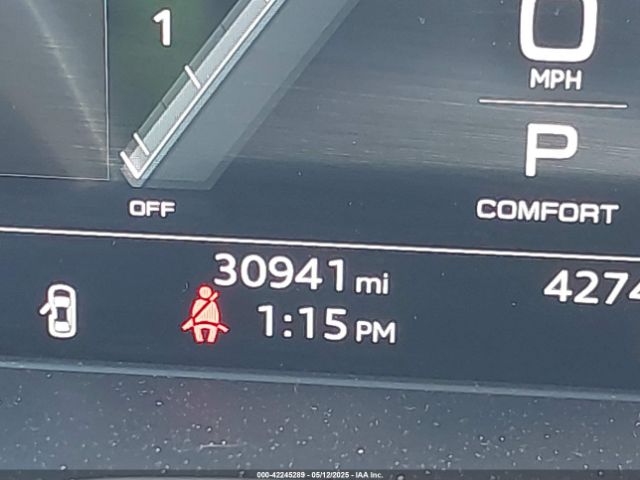 1
0
MPH
P
OFF
COMFORT
30941 mi
4274
1:15 PM
000-42245289 - 05/12/2025 - IAA Inc.